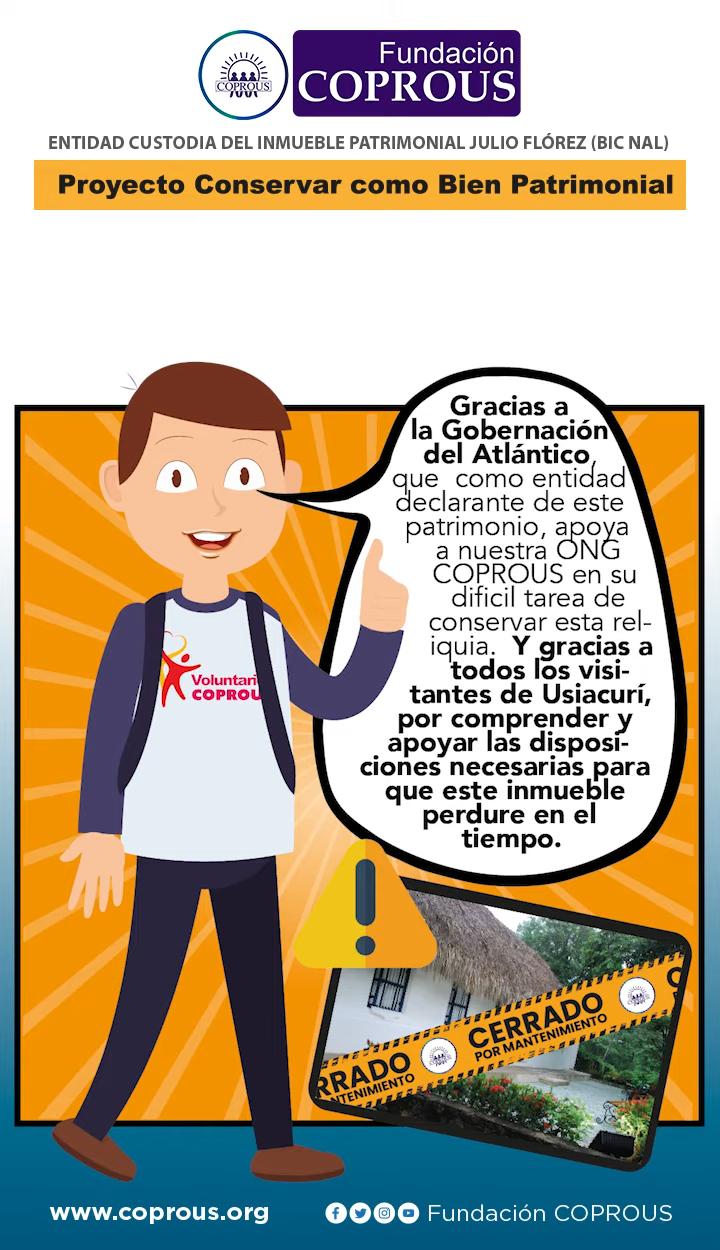 Fundación
COPROUS
COPROUS
ENTIDAD CUSTODIA DEL INMUEBLE PATRIMONIAL JULIO FLÓREZ (BIC NAL)
Proyecto Conservar como Bien Patrimonial
Gracias a
la Gobernación
del Atlántico,
que como entidad
declarante de este
patrimonio, apoya
a nuestra ONG
COPROUS en su
dificil tarea de
conservar esta rel-
iquia. Y gracias a
todos los visi-
tantes de Usiacurí,
por comprender y
apoyar las disposi-
ciones necesarias para
que este inmueble
perdure en el
tiempo.
Voluntari
COPROU
CERRADO
POR MANTENIMIENTO
RRADO
NTENIMIENTO
www.coprous.org
Fundación COPROUS